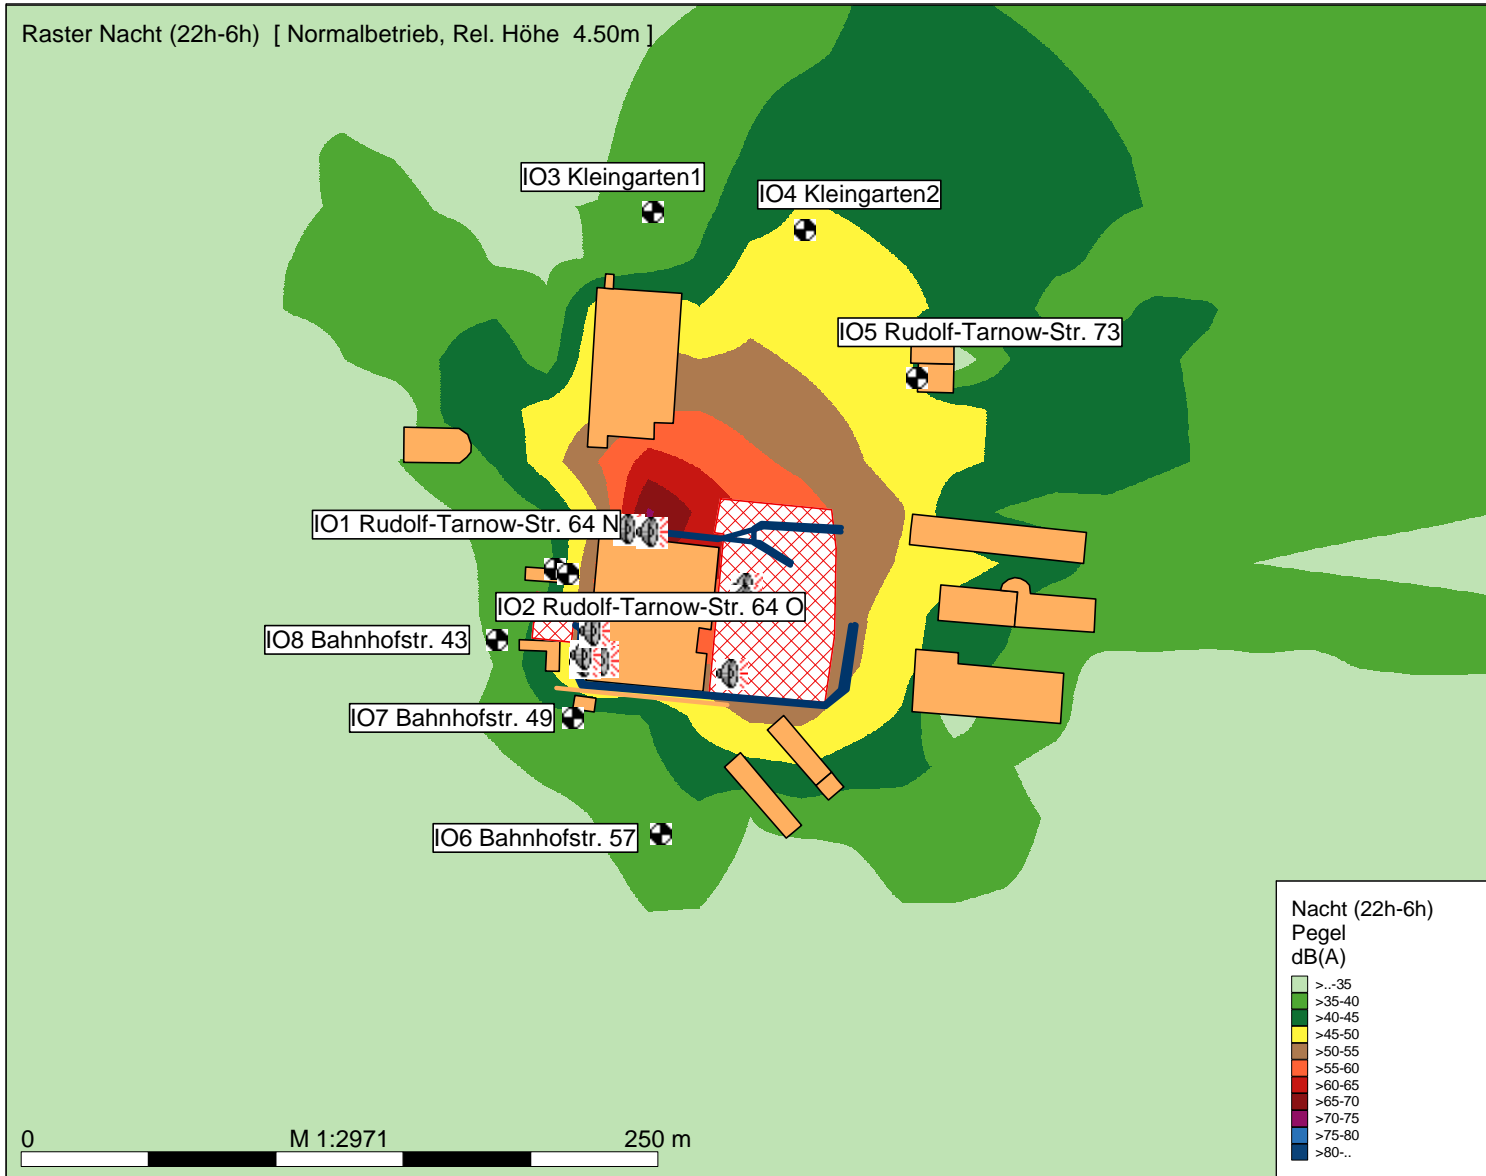 Raster Nacht (22h-6h) [ Normalbetrieb, Rel. Höhe 4.50m ]
IO3 Kleingarten1
IO4 Kleingarten2
IO5 Rudolf-Tarnow-Str. 73
IO1 Rudolf-Tarnow-Str. 64 N
IO2 Rudolf-Tarnow-Str. 64 O
IO8 Bahnhofstr. 43
IO7 Bahnhofstr. 49
IO6 Bahnhofstr. 57
Nacht (22h-6h)
Pegel
dB(A)
>..-35
>35-40
>40-45
>45-50
>50-55
>55-60
>60-65
>65-70
>70-75
>75-80
>80-..
0 M 1:2971 250 m